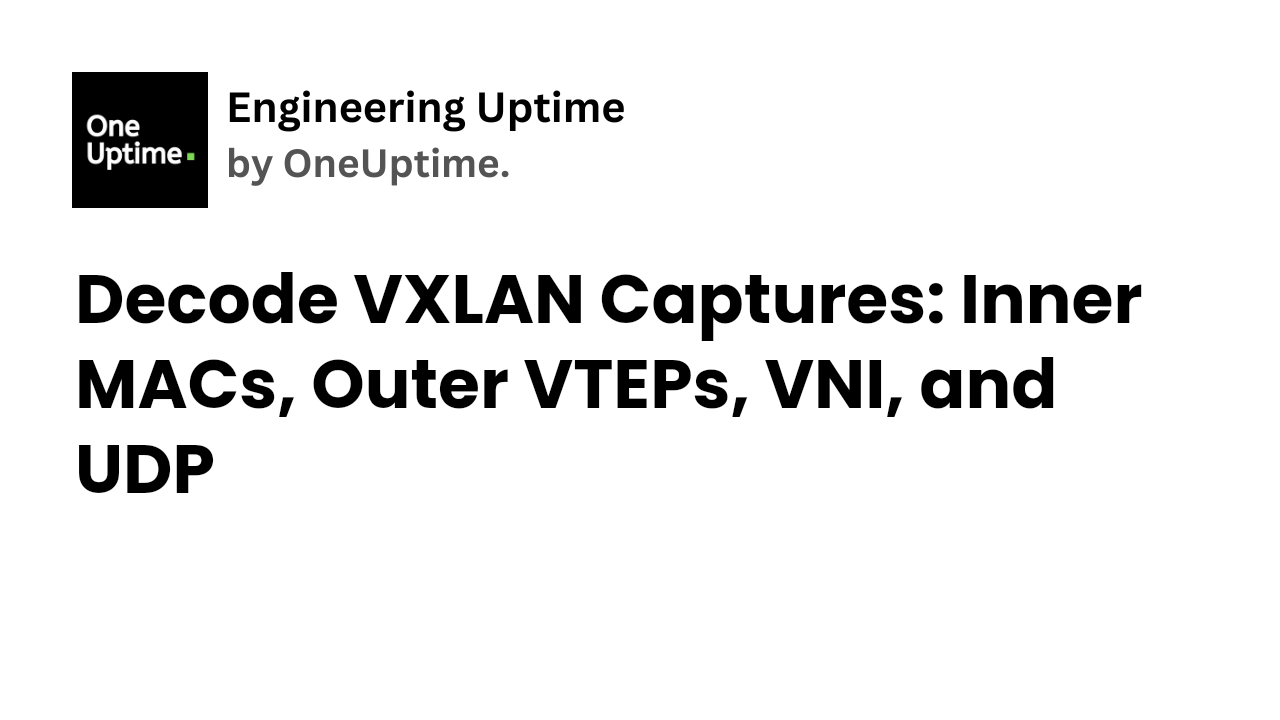 One
Uptime
Engineering Uptime
by OneUptime.
Decode VXLAN Captures: Inner
MACs, Outer VTEPs, VNI, and
UDP